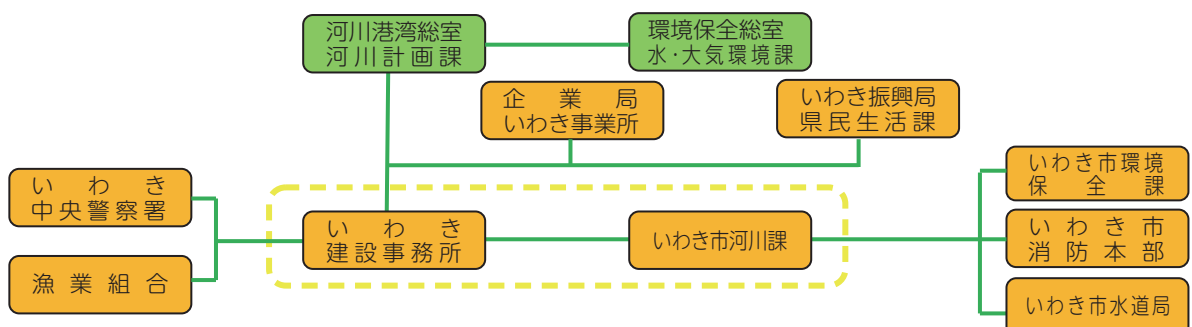 河川港湾総室
河川計画課
環境保全総室
水・大気環境課
企業局
いわき事業所
いわき振興局
県民生活課
いわき
中央警察署
漁業組合
いわき
建設事務所
いわき市河川課
いわき市環境
保全課
いわき市
消防本部
いわき市水道局